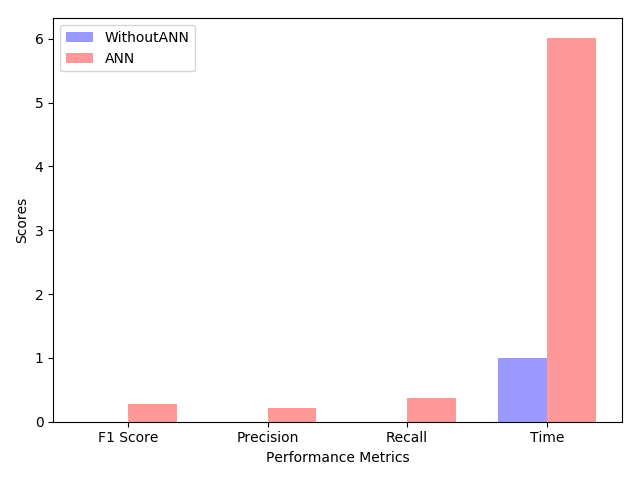 WithoutANN
ANN
6
5
4
3
2
1
0
Scores
F1 Score
Precision
Recall
Time
Performance Metrics